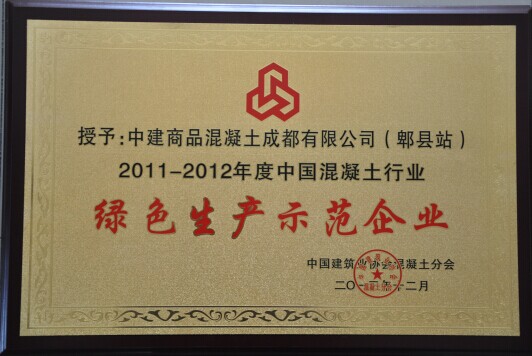 授予:中建商品混凝土成都有限公司(郫县站)
2011-2012年度中国混凝土行业
绿色生产示范企业
中国建筑业协会混凝土分会
二〇一二年十二月